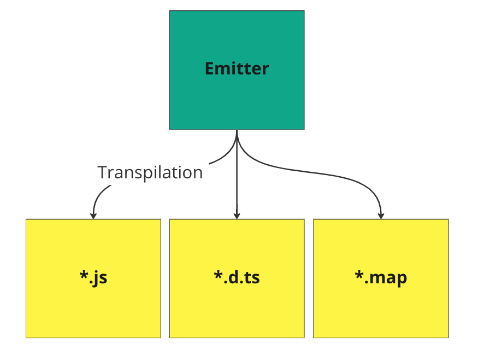 Emitter
Transpilation
*.js
*.d.ts
*.map